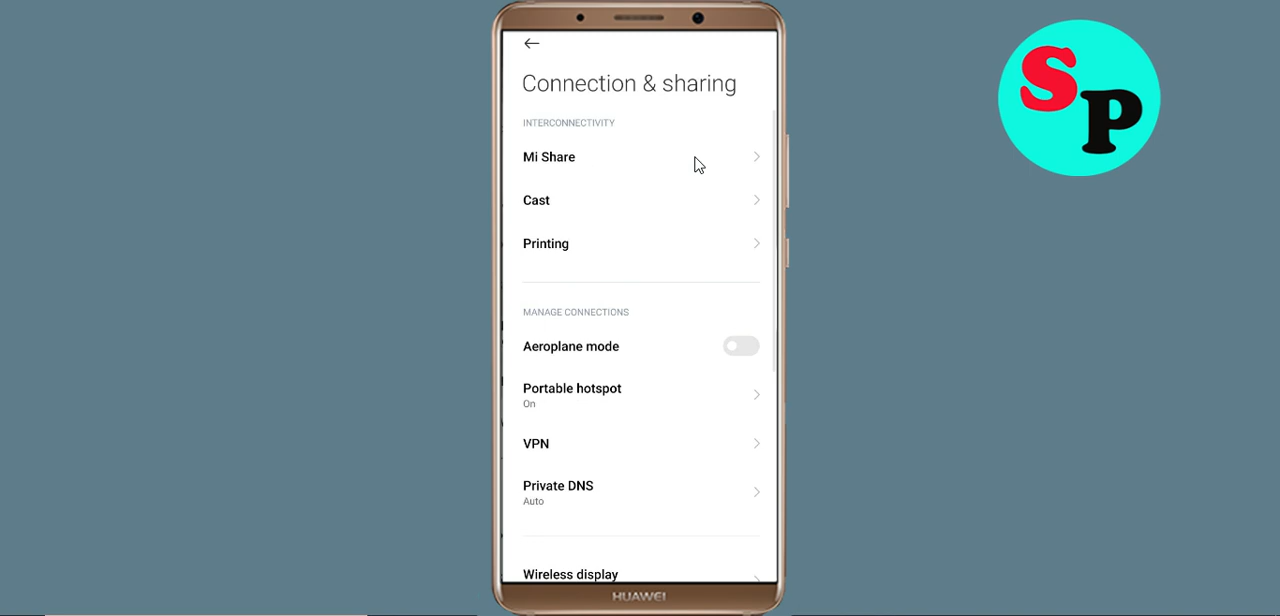 Connection & sharing
INTERCONNECTIVITY
Mi Share
Cast
Printing
MANAGE CONNECTIONS
Aeroplane mode
Portable hotspot
On
VPN
Private DNS
Auto
Wireless display
HUAWEI
SP